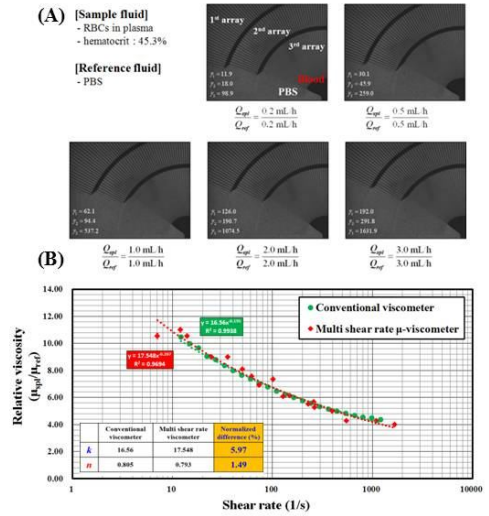 (A)
[Sample fluid]
- RBCs in plasma
- hematocrit : 45.3%
[Reference fluid]
- PBS
1st array
2nd array
3rd array
Blood
PBS
γ1 = 11.9
γ2 = 18.0
γ3 = 98.9
γ1 = 30.1
γ2 = 45.9
γ3 = 259.0
Qspl / Qref = 0.2 mL/h / 0.2 mL/h
Qspl / Qref = 0.5 mL/h / 0.5 mL/h
γ1 = 62.1
γ2 = 94.4
γ3 = 537.2
γ1 = 126.0
γ2 = 190.7
γ3 = 1074.5
γ1 = 192.0
γ2 = 291.8
γ3 = 1631.9
Qspl / Qref = 1.0 mL/h / 1.0 mL/h
Qspl / Qref = 2.0 mL/h / 2.0 mL/h
Qspl / Qref = 3.0 mL/h / 3.0 mL/h
(B)
14.00
12.00
10.00
8.00
6.00
4.00
2.00
0.00
Relative viscosity
(μspl/μref)
y = 16.56x
R² = 0.9938
y = 17.548x
R² = 0.9694
Conventional viscometer
Multi shear rate μ-viscometer
Conventional viscometer
Multi shear rate viscometer
Normalized difference (%)
k 16.56 17.548 5.97
n 0.805 0.793 1.49
1 10 100 1000 10000
Shear rate (1/s)